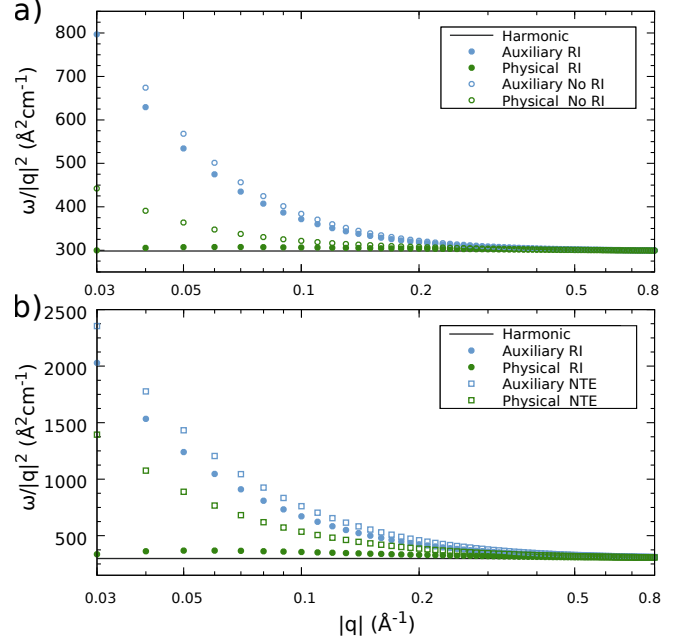 a)
800
700
600
500
400
300
ω/|q|² (Å²cm⁻¹)
Harmonic
Auxiliary RI
Physical RI
Auxiliary No RI
Physical No RI
0.03 0.05 0.1 0.2 0.5 0.8
b)
2500
2000
1500
1000
500
ω/|q|² (Å²cm⁻¹)
Harmonic
Auxiliary RI
Physical RI
Auxiliary NTE
Physical NTE
0.03 0.05 0.1 0.2 0.5 0.8
|q| (Å⁻¹)